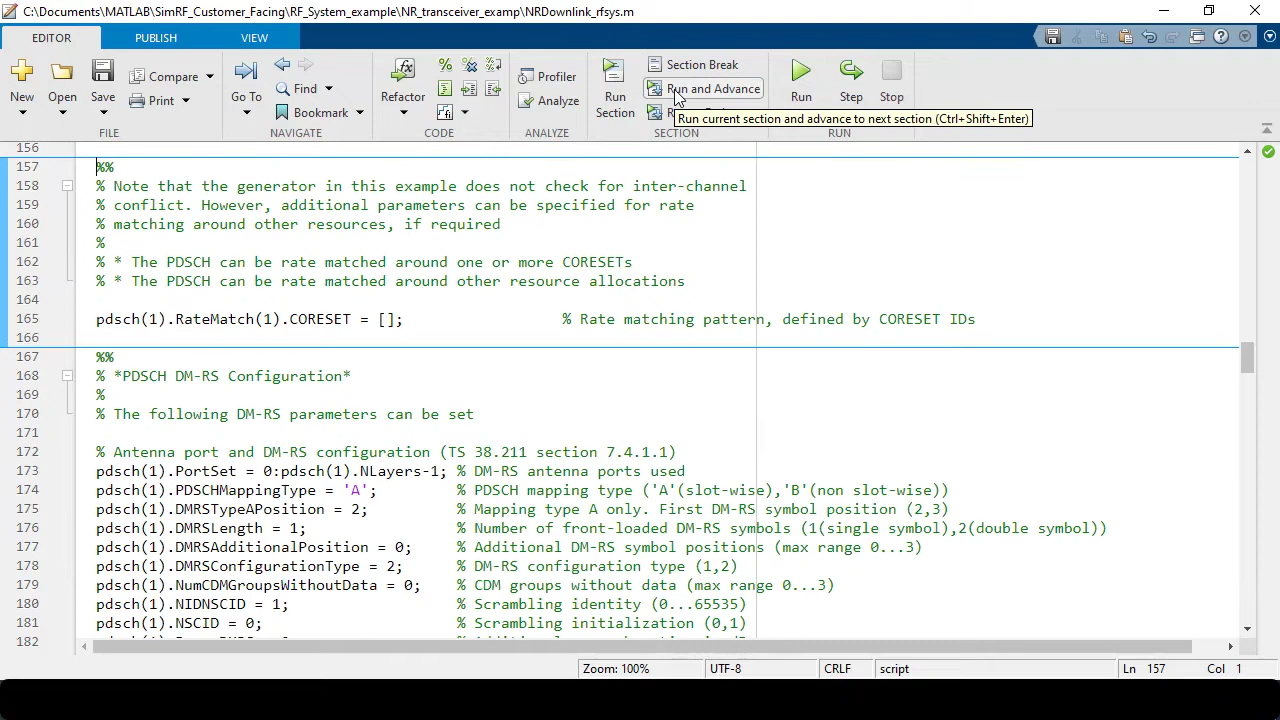 C:\Documents\MATLAB\SimRF_Customer_Facing\RF_System_example\NR_transceiver_examp\NRDownlink_rfsys.m
EDITOR PUBLISH VIEW
New Open Save Compare Print
FILE
Go To Find Bookmark
NAVIGATE
Refactor
CODE
Profiler
Analyze
ANALYZE
Run Section
Section Break
Run and Advance
SECTION
Run Step Stop
RUN
Run current section and advance to next section (Ctrl+Shift+Enter)
156
157 %%
158 % Note that the generator in this example does not check for inter-channel
159 % conflict. However, additional parameters can be specified for rate
160 % matching around other resources, if required
161 %
162 % * The PDSCH can be rate matched around one or more CORESETs
163 % * The PDSCH can be rate matched around other resource allocations
164
165 pdsch(1).RateMatch(1).CORESET = []; % Rate matching pattern, defined by CORESET IDs
166
167 %%
168 % *PDSCH DM-RS Configuration*
169 %
170 % The following DM-RS parameters can be set
171
172 % Antenna port and DM-RS configuration (TS 38.211 section 7.4.1.1)
173 pdsch(1).PortSet = 0:pdsch(1).NLayers-1; % DM-RS antenna ports used
174 pdsch(1).PDSCHMappingType = 'A'; % PDSCH mapping type ('A'(slot-wise),'B'(non slot-wise))
175 pdsch(1).DMRSTypeAPosition = 2; % Mapping type A only. First DM-RS symbol position (2,3)
176 pdsch(1).DMRSLength = 1; % Number of front-loaded DM-RS symbols (1(single symbol),2(double symbol))
177 pdsch(1).DMRSAdditionalPosition = 0; % Additional DM-RS symbol positions (max range 0...3)
178 pdsch(1).DMRSConfigurationType = 2; % DM-RS configuration type (1,2)
179 pdsch(1).NumCDMGroupsWithoutData = 0; % CDM groups without data (max range 0...3)
180 pdsch(1).NIDNSCID = 1; % Scrambling identity (0...65535)
181 pdsch(1).NSCID = 0; % Scrambling initialization (0,1)
182
Zoom: 100% UTF-8 CRLF script Ln 157 Col 1